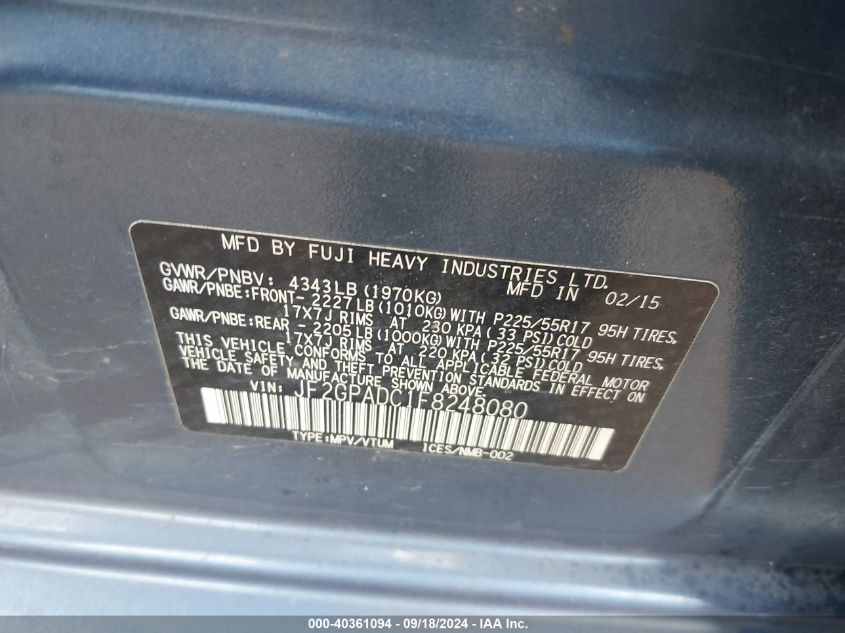 MFD BY FUJI HEAVY INDUSTRIES LTD.
MFD IN 02/15
GVWR/PNBV: 4343LB(1970KG)
GAWR/PNBE:FRONT- 2227LB(1010KG)WITH P225/55R17 95H TIRES,
17X7J RIMS AT 230 KPA( 33 PSI)COLD
GAWR/PNBE:REAR - 2205LB(1000KG)WITH P225/55R17 95H TIRES,
17X7J RIMS AT 220 KPA( 32 PSI)COLD
THIS VEHICLE CONFORMS TO ALL APPLICABLE FEDERAL MOTOR
VEHICLE SAFETY AND THEFT PREVENTION STANDARDS IN EFFECT ON
THE DATE OF MANUFACTURE SHOWN ABOVE.
VIN: JF2GPADC1F8248080
TYPE:MPV/VTUM ICES/NMB-002
000-40361094 - 09/18/2024 - IAA Inc.